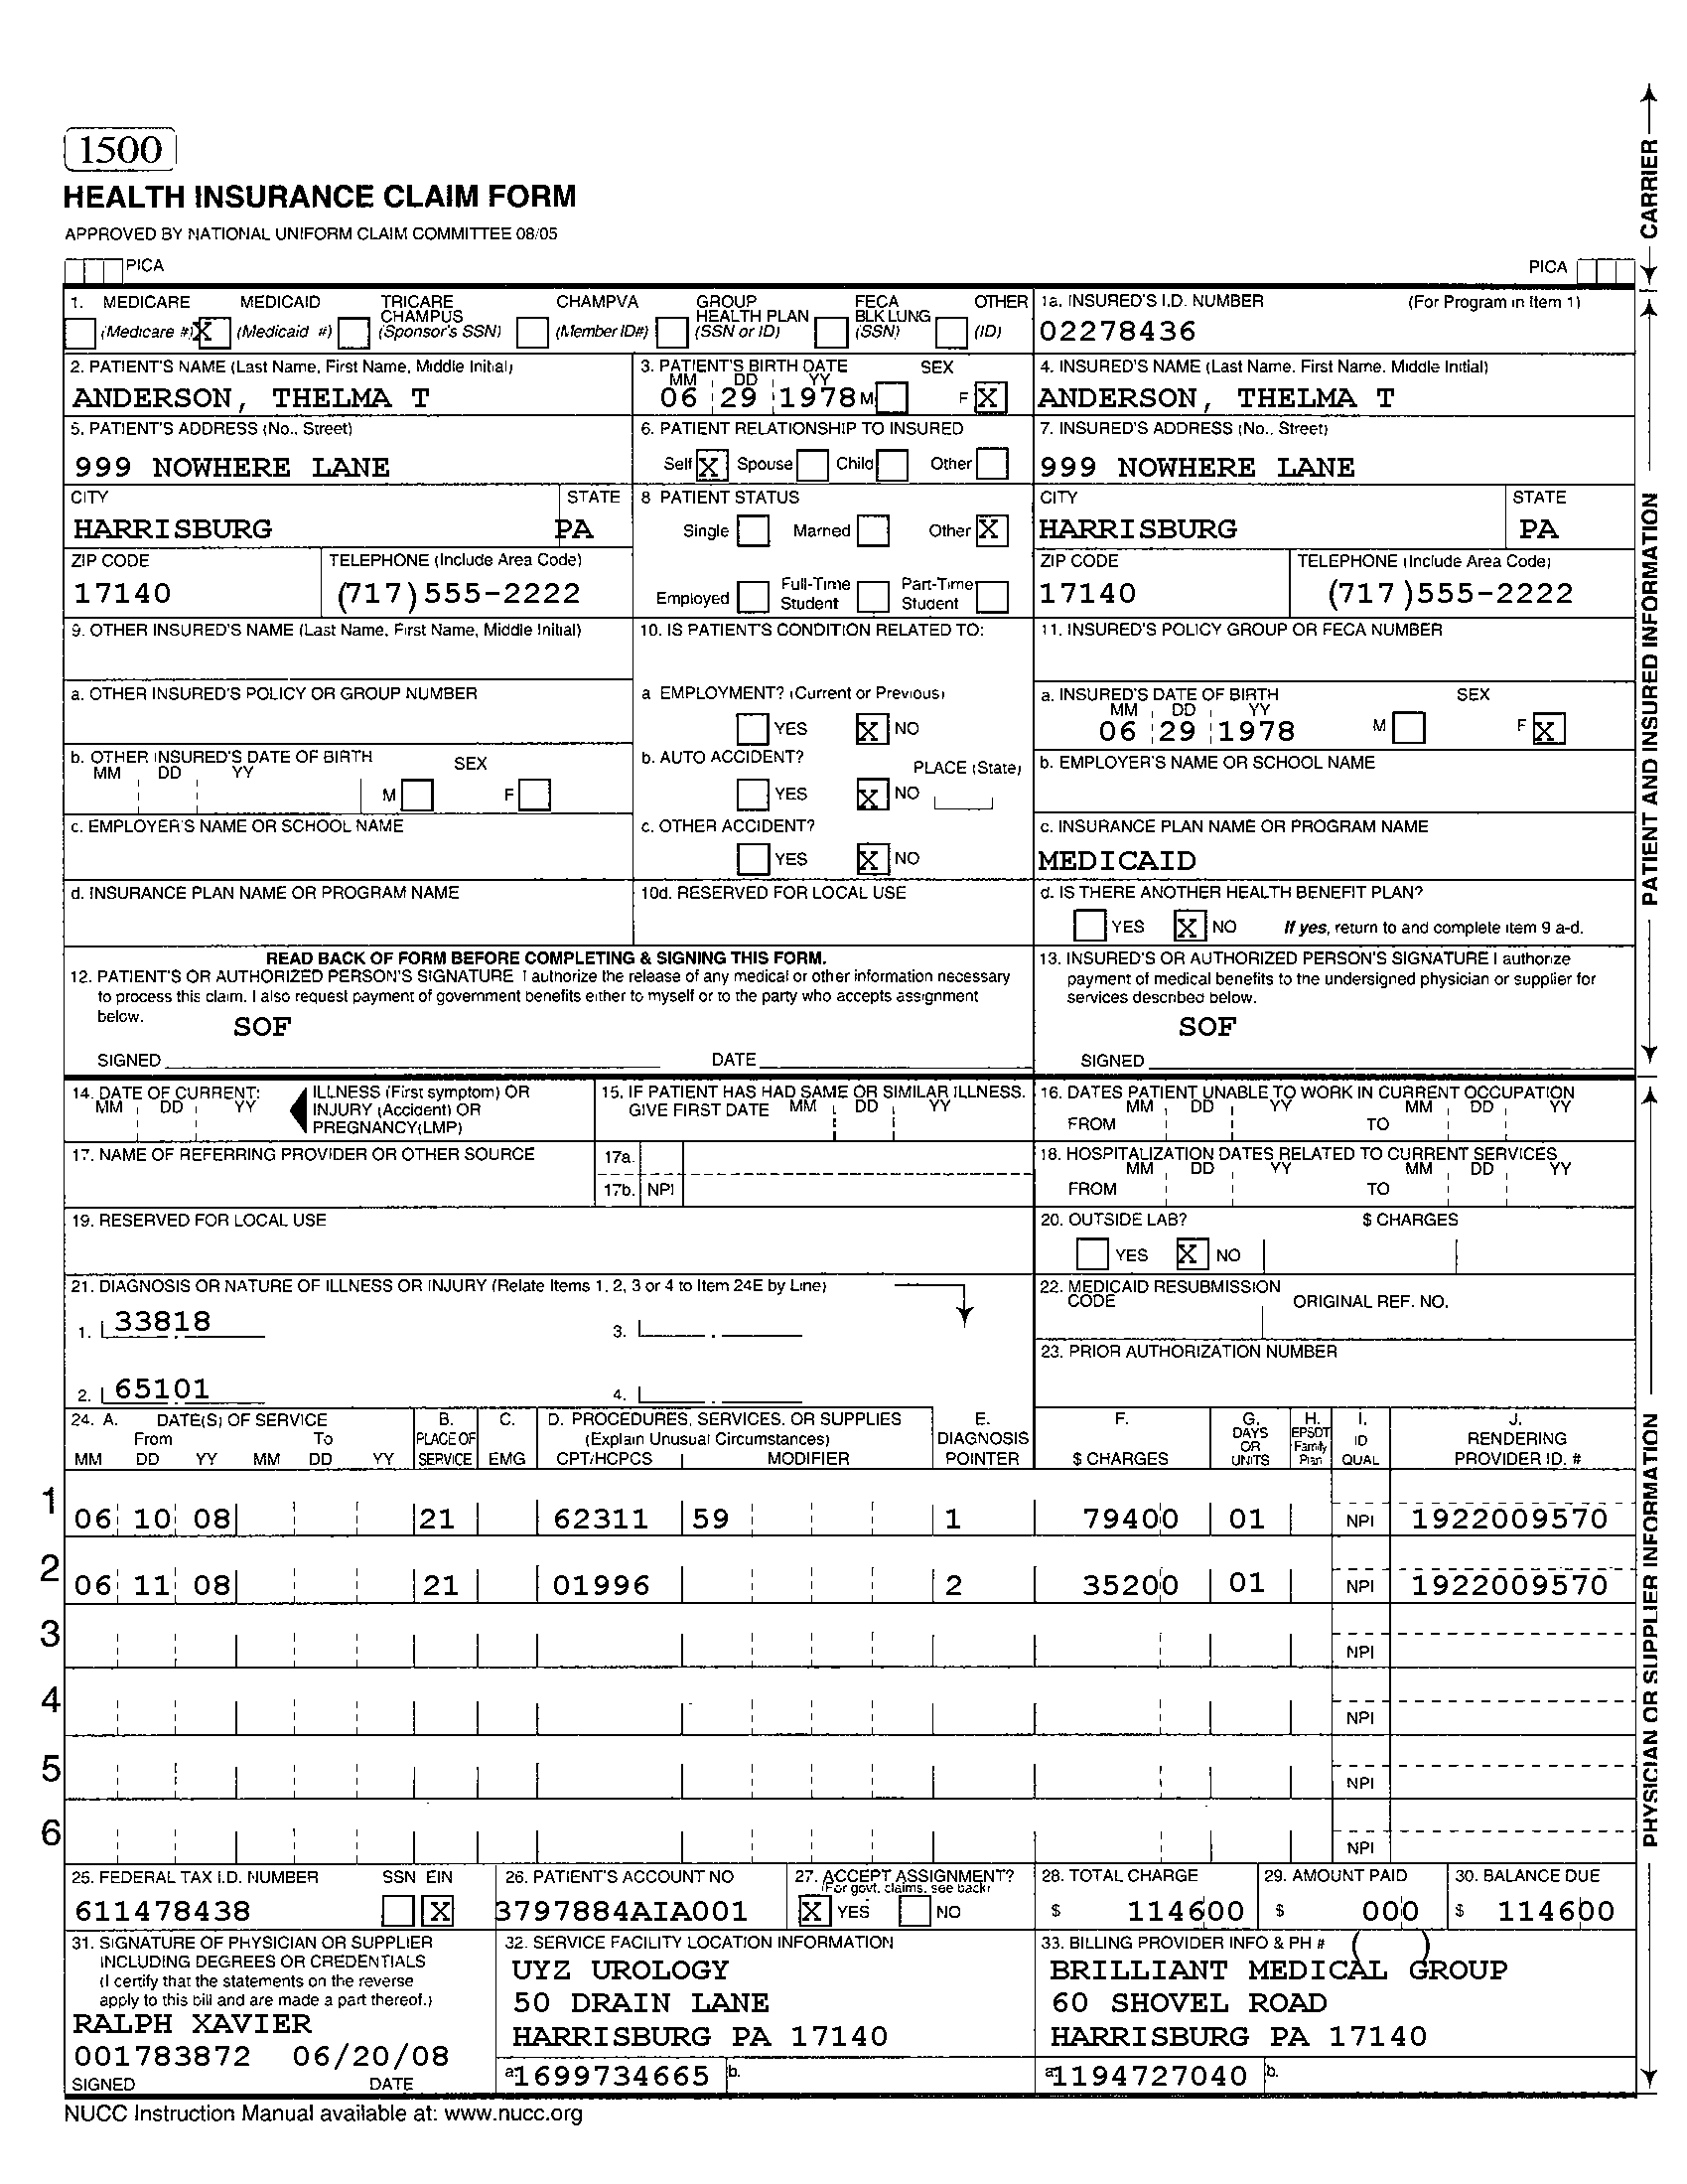 1500
HEALTH INSURANCE CLAIM FORM
APPROVED BY NATIONAL UNIFORM CLAIM COMMITTEE 08/05
PICA PICA
CARRIER
1. MEDICARE MEDICAID TRICARE CHAMPUS CHAMPVA GROUP HEALTH PLAN FECA BLK LUNG OTHER
(Medicare #) X (Medicaid #) (Sponsor's SSN) (Member ID#) (SSN or ID) (SSN) (ID)
1a. INSURED'S I.D. NUMBER (For Program in Item 1)
02278436
2. PATIENT'S NAME (Last Name, First Name, Middle Initial)
ANDERSON, THELMA T
3. PATIENT'S BIRTH DATE SEX
MM DD YY
06 29 1978 M F X
4. INSURED'S NAME (Last Name, First Name, Middle Initial)
ANDERSON, THELMA T
5. PATIENT'S ADDRESS (No., Street)
999 NOWHERE LANE
6. PATIENT RELATIONSHIP TO INSURED
Self X Spouse Child Other
7. INSURED'S ADDRESS (No., Street)
999 NOWHERE LANE
CITY STATE
HARRISBURG PA
8 PATIENT STATUS
Single Married Other X
CITY STATE
HARRISBURG PA
ZIP CODE TELEPHONE (Include Area Code)
17140 (717)555-2222
Employed Full-Time Student Part-Time Student
ZIP CODE TELEPHONE (Include Area Code)
17140 (717)555-2222
9. OTHER INSURED'S NAME (Last Name, First Name, Middle Initial)
10. IS PATIENT'S CONDITION RELATED TO:
11. INSURED'S POLICY GROUP OR FECA NUMBER
a. OTHER INSURED'S POLICY OR GROUP NUMBER
a EMPLOYMENT? (Current or Previous)
YES X NO
a. INSURED'S DATE OF BIRTH SEX
MM DD YY
06 29 1978 M F X
b. OTHER INSURED'S DATE OF BIRTH SEX
MM DD YY
M F
b. AUTO ACCIDENT? PLACE (State)
YES X NO
b. EMPLOYER'S NAME OR SCHOOL NAME
c. EMPLOYER'S NAME OR SCHOOL NAME
c. OTHER ACCIDENT?
YES X NO
c. INSURANCE PLAN NAME OR PROGRAM NAME
MEDICAID
d. INSURANCE PLAN NAME OR PROGRAM NAME
10d. RESERVED FOR LOCAL USE
d. IS THERE ANOTHER HEALTH BENEFIT PLAN?
YES X NO If yes, return to and complete item 9 a-d.
READ BACK OF FORM BEFORE COMPLETING & SIGNING THIS FORM.
12. PATIENT'S OR AUTHORIZED PERSON'S SIGNATURE I authorize the release of any medical or other information necessary
to process this claim. I also request payment of government benefits either to myself or to the party who accepts assignment
below.
SOF
SIGNED DATE
13. INSURED'S OR AUTHORIZED PERSON'S SIGNATURE I authorize
payment of medical benefits to the undersigned physician or supplier for
services described below.
SOF
SIGNED
PATIENT AND INSURED INFORMATION
14. DATE OF CURRENT: ILLNESS (First symptom) OR
MM DD YY INJURY (Accident) OR
PREGNANCY(LMP)
15. IF PATIENT HAS HAD SAME OR SIMILAR ILLNESS.
GIVE FIRST DATE MM DD YY
16. DATES PATIENT UNABLE TO WORK IN CURRENT OCCUPATION
MM DD YY MM DD YY
FROM TO
17. NAME OF REFERRING PROVIDER OR OTHER SOURCE
17a.
17b. NPI
18. HOSPITALIZATION DATES RELATED TO CURRENT SERVICES
MM DD YY MM DD YY
FROM TO
19. RESERVED FOR LOCAL USE
20. OUTSIDE LAB? $ CHARGES
YES X NO
21. DIAGNOSIS OR NATURE OF ILLNESS OR INJURY (Relate Items 1, 2, 3 or 4 to Item 24E by Line)
1. 33818 3. .
2. 65101 4. .
22. MEDICAID RESUBMISSION
CODE ORIGINAL REF. NO.
23. PRIOR AUTHORIZATION NUMBER
24. A. DATE(S) OF SERVICE B. C. D. PROCEDURES, SERVICES, OR SUPPLIES E. F. G. H. I. J.
From To PLACE OF (Explain Unusual Circumstances) DIAGNOSIS DAYS OR EPSDT Family ID RENDERING
MM DD YY MM DD YY SERVICE EMG CPT/HCPCS MODIFIER POINTER $ CHARGES UNITS Plan QUAL PROVIDER ID. #
1 06 10 08 21 62311 59 1 79400 01 NPI 1922009570
2 06 11 08 21 01996 2 35200 01 NPI 1922009570
3 NPI
4 NPI
5 NPI
6 NPI
25. FEDERAL TAX I.D. NUMBER SSN EIN
611478438 X
26. PATIENT'S ACCOUNT NO
3797884AIA001
27. ACCEPT ASSIGNMENT?
(For govt. claims, see back)
X YES NO
28. TOTAL CHARGE
$ 114600
29. AMOUNT PAID
$ 000
30. BALANCE DUE
$ 114600
31. SIGNATURE OF PHYSICIAN OR SUPPLIER
INCLUDING DEGREES OR CREDENTIALS
(I certify that the statements on the reverse
apply to this bill and are made a part thereof.)
RALPH XAVIER
001783872 06/20/08
SIGNED DATE
32. SERVICE FACILITY LOCATION INFORMATION
UYZ UROLOGY
50 DRAIN LANE
HARRISBURG PA 17140
a. 1699734665 b.
33. BILLING PROVIDER INFO & PH # ( )
BRILLIANT MEDICAL GROUP
60 SHOVEL ROAD
HARRISBURG PA 17140
a. 1194727040 b.
PHYSICIAN OR SUPPLIER INFORMATION
NUCC Instruction Manual available at: www.nucc.org